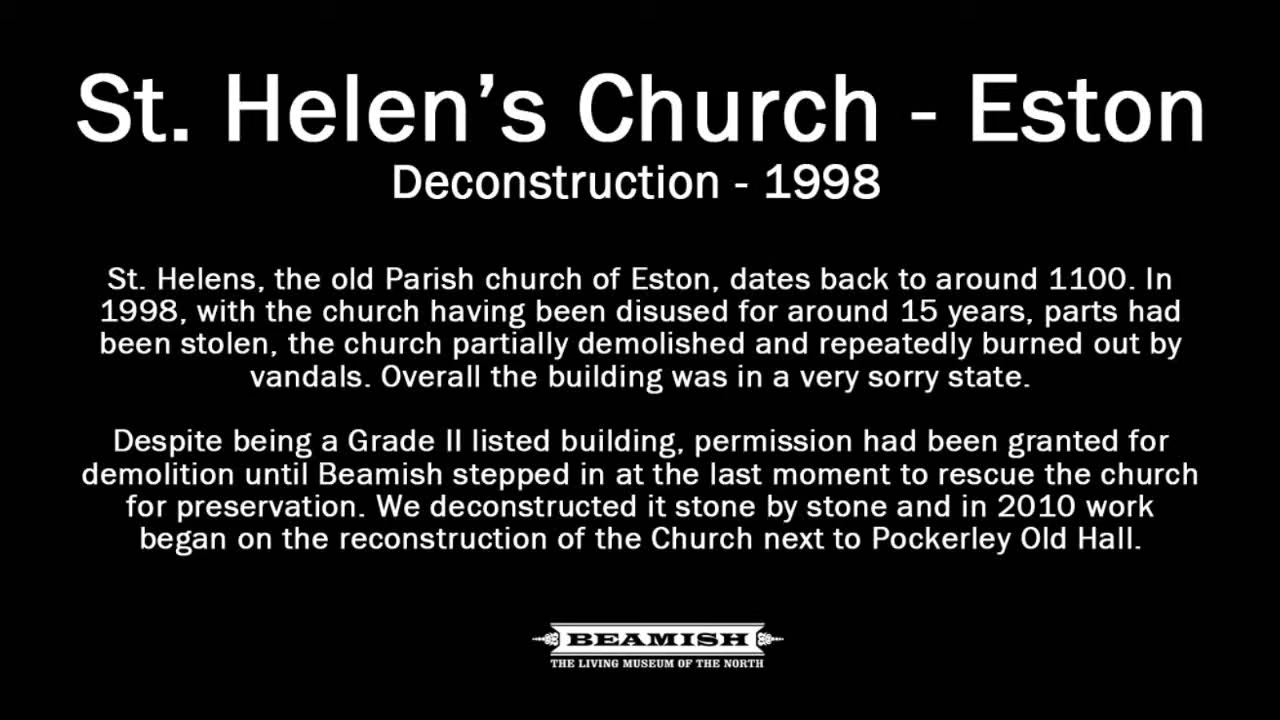 St. Helen’s Church - Eston
Deconstruction - 1998
St. Helens, the old Parish church of Eston, dates back to around 1100. In
1998, with the church having been disused for around 15 years, parts had
been stolen, the church partially demolished and repeatedly burned out by
vandals. Overall the building was in a very sorry state.
Despite being a Grade II listed building, permission had been granted for
demolition until Beamish stepped in at the last moment to rescue the church
for preservation. We deconstructed it stone by stone and in 2010 work
began on the reconstruction of the Church next to Pockerley Old Hall.
BEAMISH
THE LIVING MUSEUM OF THE NORTH